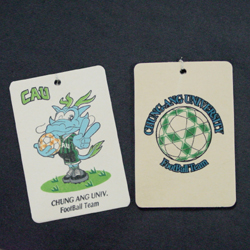 CAU
CHUNG ANG UNIV.
FootBall Team
CHUNG-ANG UNIVERSITY
FootBall Team